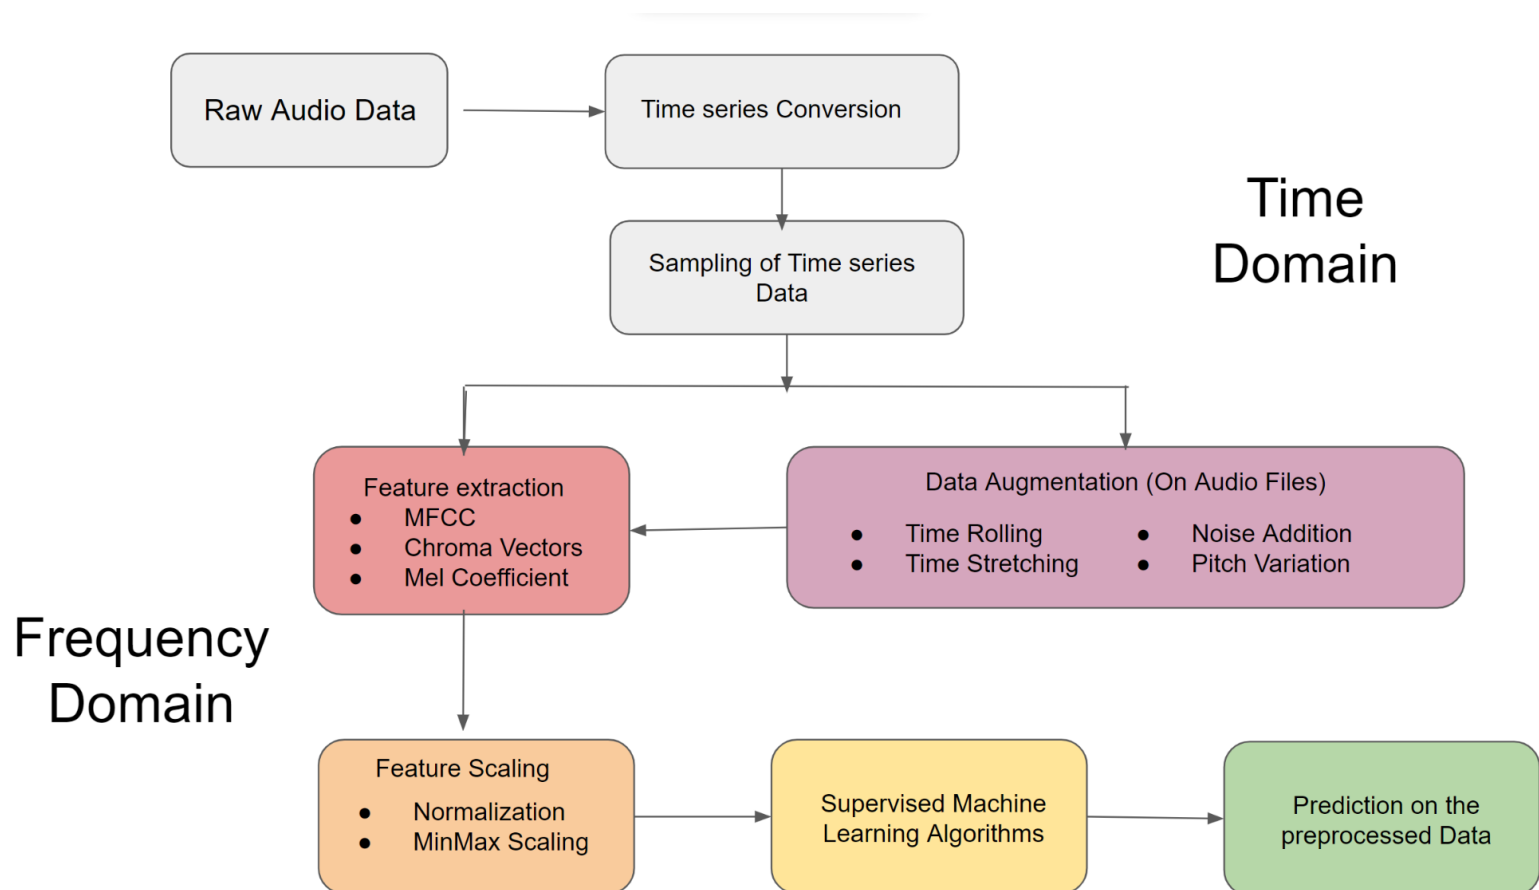 Raw Audio Data
Time series Conversion
Time
Domain
Sampling of Time series
Data
Feature extraction
● MFCC
● Chroma Vectors
● Mel Coefficient
Data Augmentation (On Audio Files)
● Time Rolling
● Time Stretching
● Noise Addition
● Pitch Variation
Frequency
Domain
Feature Scaling
● Normalization
● MinMax Scaling
Supervised Machine
Learning Algorithms
Prediction on the
preprocessed Data